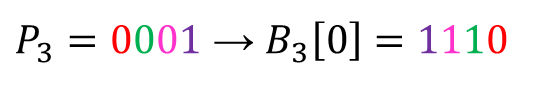 P₃ = 0001 → B₃[0] = 1110